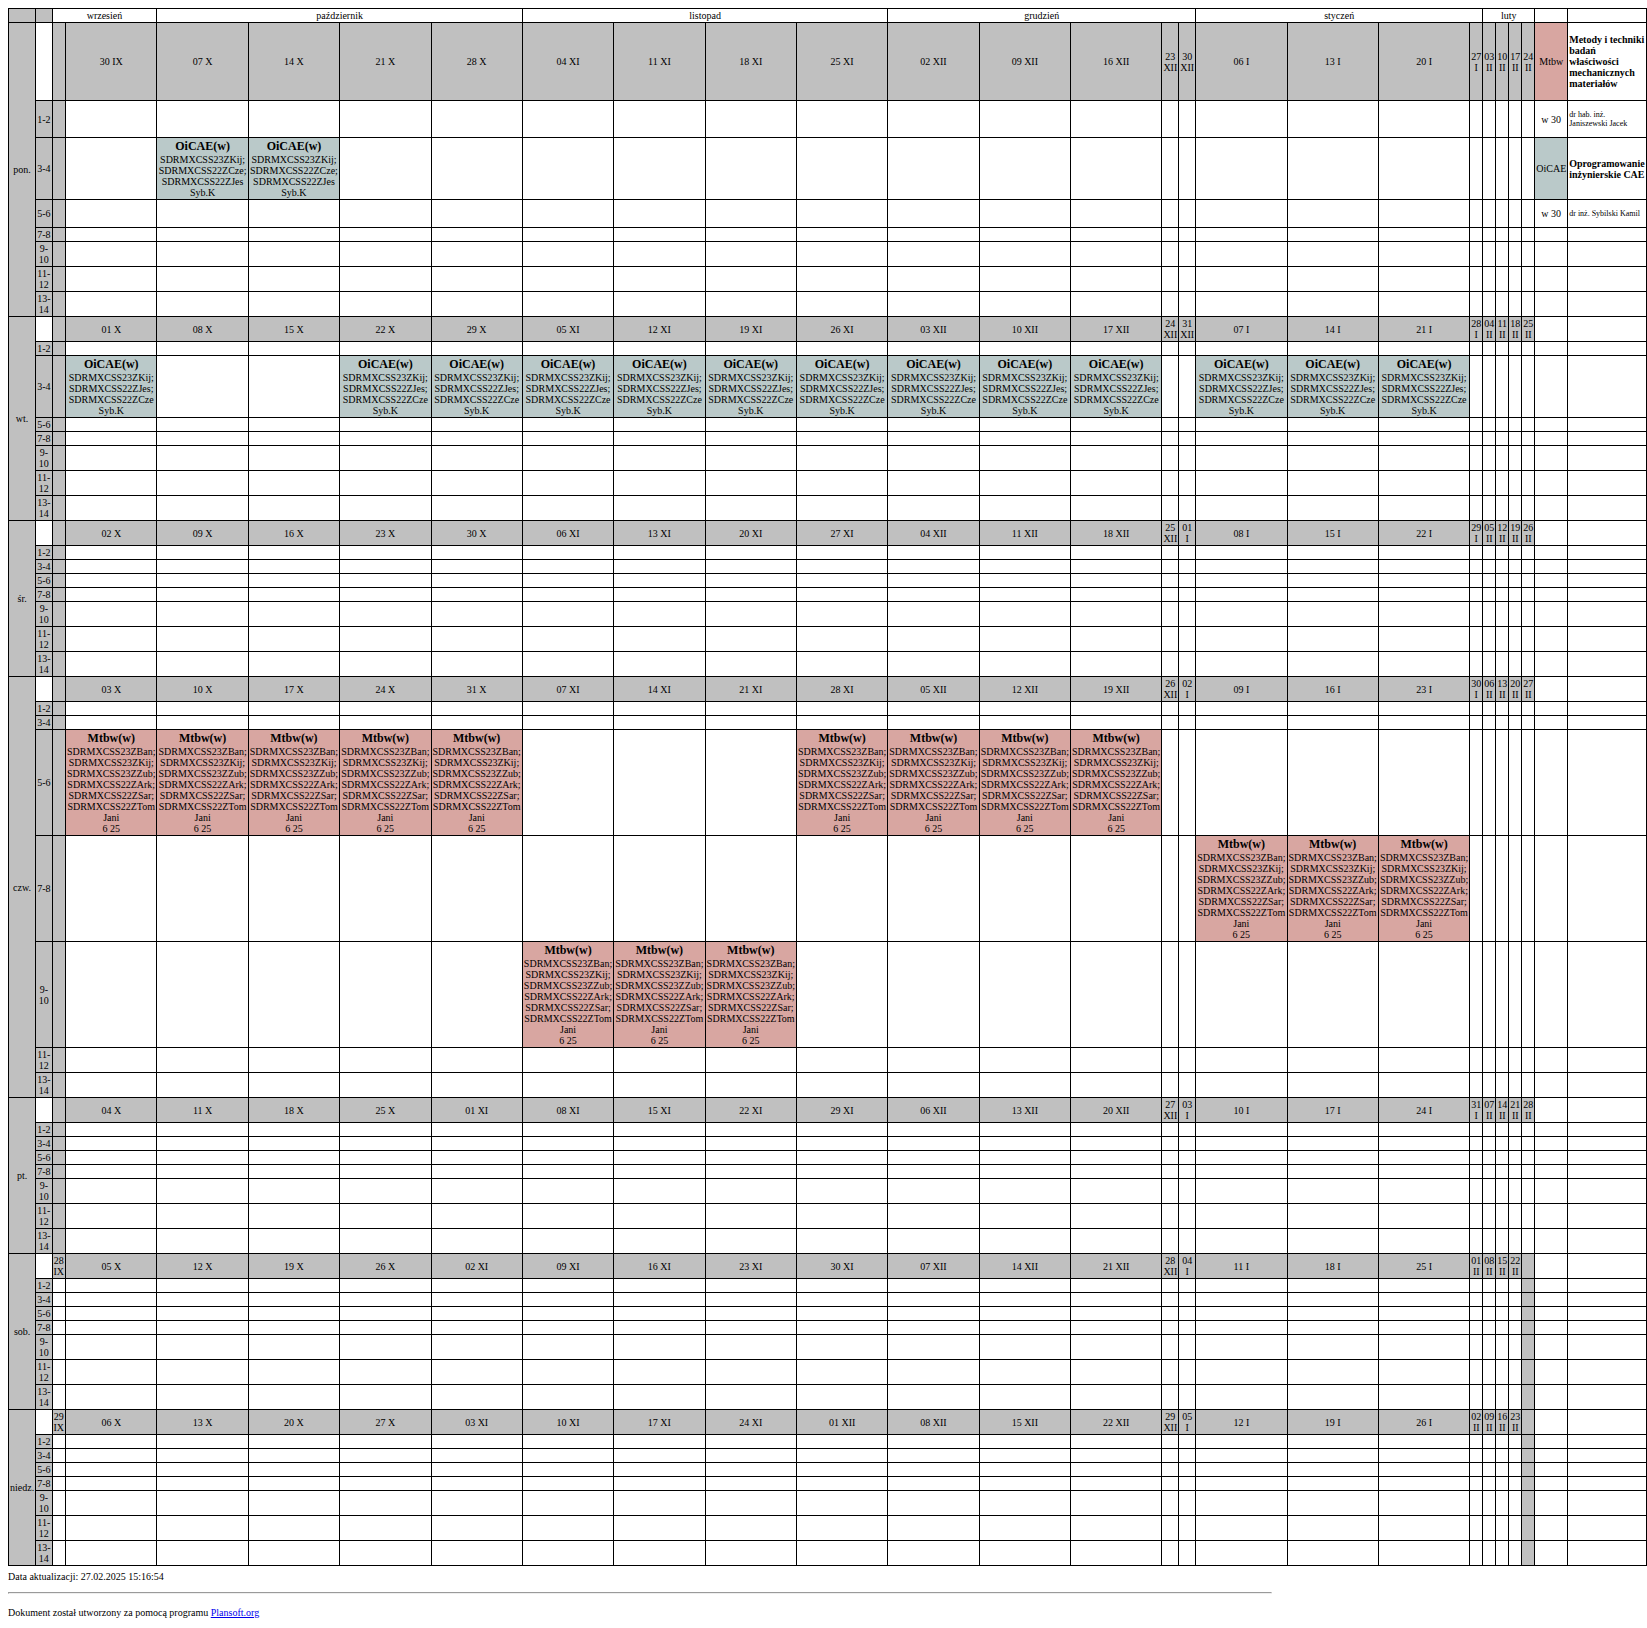 wrzesień październik listopad grudzień styczeń luty
pon. 30 IX 07 X 14 X 21 X 28 X 04 XI 11 XI 18 XI 25 XI 02 XII 09 XII 16 XII 23 XII 30 XII 06 I 13 I 20 I 27 I 03 II 10 II 17 II 24 II Mtbw Metody i techniki badań właściwości mechanicznych materiałów
1-2 w 30 dr hab. inż. Janiszewski Jacek
3-4 OiCAE(w) OiCAE(w) OiCAE Oprogramowanie inżynierskie CAE
SDRMXCSS23ZKij; SDRMXCSS23ZKij;
SDRMXCSS22ZCze; SDRMXCSS22ZCze;
SDRMXCSS22ZJes SDRMXCSS22ZJes
Syb.K Syb.K
5-6 w 30 dr inż. Sybilski Kamil
7-8
9-10
11-12
13-14
wt. 01 X 08 X 15 X 22 X 29 X 05 XI 12 XI 19 XI 26 XI 03 XII 10 XII 17 XII 24 XII 31 XII 07 I 14 I 21 I 28 I 04 II 11 II 18 II 25 II
1-2
3-4 OiCAE(w) OiCAE(w) OiCAE(w) OiCAE(w) OiCAE(w) OiCAE(w) OiCAE(w) OiCAE(w) OiCAE(w) OiCAE(w) OiCAE(w) OiCAE(w) OiCAE(w)
SDRMXCSS23ZKij; SDRMXCSS23ZKij; SDRMXCSS23ZKij; SDRMXCSS23ZKij; SDRMXCSS23ZKij; SDRMXCSS23ZKij; SDRMXCSS23ZKij; SDRMXCSS23ZKij; SDRMXCSS23ZKij; SDRMXCSS23ZKij; SDRMXCSS23ZKij; SDRMXCSS23ZKij; SDRMXCSS23ZKij;
SDRMXCSS22ZJes; SDRMXCSS22ZJes; SDRMXCSS22ZJes; SDRMXCSS22ZJes; SDRMXCSS22ZJes; SDRMXCSS22ZJes; SDRMXCSS22ZJes; SDRMXCSS22ZJes; SDRMXCSS22ZJes; SDRMXCSS22ZJes; SDRMXCSS22ZJes; SDRMXCSS22ZJes; SDRMXCSS22ZJes;
SDRMXCSS22ZCze SDRMXCSS22ZCze SDRMXCSS22ZCze SDRMXCSS22ZCze SDRMXCSS22ZCze SDRMXCSS22ZCze SDRMXCSS22ZCze SDRMXCSS22ZCze SDRMXCSS22ZCze SDRMXCSS22ZCze SDRMXCSS22ZCze SDRMXCSS22ZCze SDRMXCSS22ZCze
Syb.K Syb.K Syb.K Syb.K Syb.K Syb.K Syb.K Syb.K Syb.K Syb.K Syb.K Syb.K Syb.K
5-6
7-8
9-10
11-12
13-14
śr. 02 X 09 X 16 X 23 X 30 X 06 XI 13 XI 20 XI 27 XI 04 XII 11 XII 18 XII 25 XII 01 I 08 I 15 I 22 I 29 I 05 II 12 II 19 II 26 II
1-2
3-4
5-6
7-8
9-10
11-12
13-14
czw. 03 X 10 X 17 X 24 X 31 X 07 XI 14 XI 21 XI 28 XI 05 XII 12 XII 19 XII 26 XII 02 I 09 I 16 I 23 I 30 I 06 II 13 II 20 II 27 II
1-2
3-4
5-6 Mtbw(w) Mtbw(w) Mtbw(w) Mtbw(w) Mtbw(w) Mtbw(w) Mtbw(w) Mtbw(w) Mtbw(w)
SDRMXCSS23ZBan; SDRMXCSS23ZBan; SDRMXCSS23ZBan; SDRMXCSS23ZBan; SDRMXCSS23ZBan; SDRMXCSS23ZBan; SDRMXCSS23ZBan; SDRMXCSS23ZBan; SDRMXCSS23ZBan;
SDRMXCSS23ZKij; SDRMXCSS23ZKij; SDRMXCSS23ZKij; SDRMXCSS23ZKij; SDRMXCSS23ZKij; SDRMXCSS23ZKij; SDRMXCSS23ZKij; SDRMXCSS23ZKij; SDRMXCSS23ZKij;
SDRMXCSS23ZZub; SDRMXCSS23ZZub; SDRMXCSS23ZZub; SDRMXCSS23ZZub; SDRMXCSS23ZZub; SDRMXCSS23ZZub; SDRMXCSS23ZZub; SDRMXCSS23ZZub; SDRMXCSS23ZZub;
SDRMXCSS22ZArk; SDRMXCSS22ZArk; SDRMXCSS22ZArk; SDRMXCSS22ZArk; SDRMXCSS22ZArk; SDRMXCSS22ZArk; SDRMXCSS22ZArk; SDRMXCSS22ZArk; SDRMXCSS22ZArk;
SDRMXCSS22ZSar; SDRMXCSS22ZSar; SDRMXCSS22ZSar; SDRMXCSS22ZSar; SDRMXCSS22ZSar; SDRMXCSS22ZSar; SDRMXCSS22ZSar; SDRMXCSS22ZSar; SDRMXCSS22ZSar;
SDRMXCSS22ZTom SDRMXCSS22ZTom SDRMXCSS22ZTom SDRMXCSS22ZTom SDRMXCSS22ZTom SDRMXCSS22ZTom SDRMXCSS22ZTom SDRMXCSS22ZTom SDRMXCSS22ZTom
Jani Jani Jani Jani Jani Jani Jani Jani Jani
6 25 6 25 6 25 6 25 6 25 6 25 6 25 6 25 6 25
7-8 Mtbw(w) Mtbw(w) Mtbw(w)
SDRMXCSS23ZBan; SDRMXCSS23ZBan; SDRMXCSS23ZBan;
SDRMXCSS23ZKij; SDRMXCSS23ZKij; SDRMXCSS23ZKij;
SDRMXCSS23ZZub; SDRMXCSS23ZZub; SDRMXCSS23ZZub;
SDRMXCSS22ZArk; SDRMXCSS22ZArk; SDRMXCSS22ZArk;
SDRMXCSS22ZSar; SDRMXCSS22ZSar; SDRMXCSS22ZSar;
SDRMXCSS22ZTom SDRMXCSS22ZTom SDRMXCSS22ZTom
Jani Jani Jani
6 25 6 25 6 25
9-10 Mtbw(w) Mtbw(w) Mtbw(w)
SDRMXCSS23ZBan; SDRMXCSS23ZBan; SDRMXCSS23ZBan;
SDRMXCSS23ZKij; SDRMXCSS23ZKij; SDRMXCSS23ZKij;
SDRMXCSS23ZZub; SDRMXCSS23ZZub; SDRMXCSS23ZZub;
SDRMXCSS22ZArk; SDRMXCSS22ZArk; SDRMXCSS22ZArk;
SDRMXCSS22ZSar; SDRMXCSS22ZSar; SDRMXCSS22ZSar;
SDRMXCSS22ZTom SDRMXCSS22ZTom SDRMXCSS22ZTom
Jani Jani Jani
6 25 6 25 6 25
11-12
13-14
pt. 04 X 11 X 18 X 25 X 01 XI 08 XI 15 XI 22 XI 29 XI 06 XII 13 XII 20 XII 27 XII 03 I 10 I 17 I 24 I 31 I 07 II 14 II 21 II 28 II
1-2
3-4
5-6
7-8
9-10
11-12
13-14
sob. 28 IX 05 X 12 X 19 X 26 X 02 XI 09 XI 16 XI 23 XI 30 XI 07 XII 14 XII 21 XII 28 XII 04 I 11 I 18 I 25 I 01 II 08 II 15 II 22 II
1-2
3-4
5-6
7-8
9-10
11-12
13-14
niedz. 29 IX 06 X 13 X 20 X 27 X 03 XI 10 XI 17 XI 24 XI 01 XII 08 XII 15 XII 22 XII 29 XII 05 I 12 I 19 I 26 I 02 II 09 II 16 II 23 II
1-2
3-4
5-6
7-8
9-10
11-12
13-14
Data aktualizacji: 27.02.2025 15:16:54
Dokument został utworzony za pomocą programu Plansoft.org